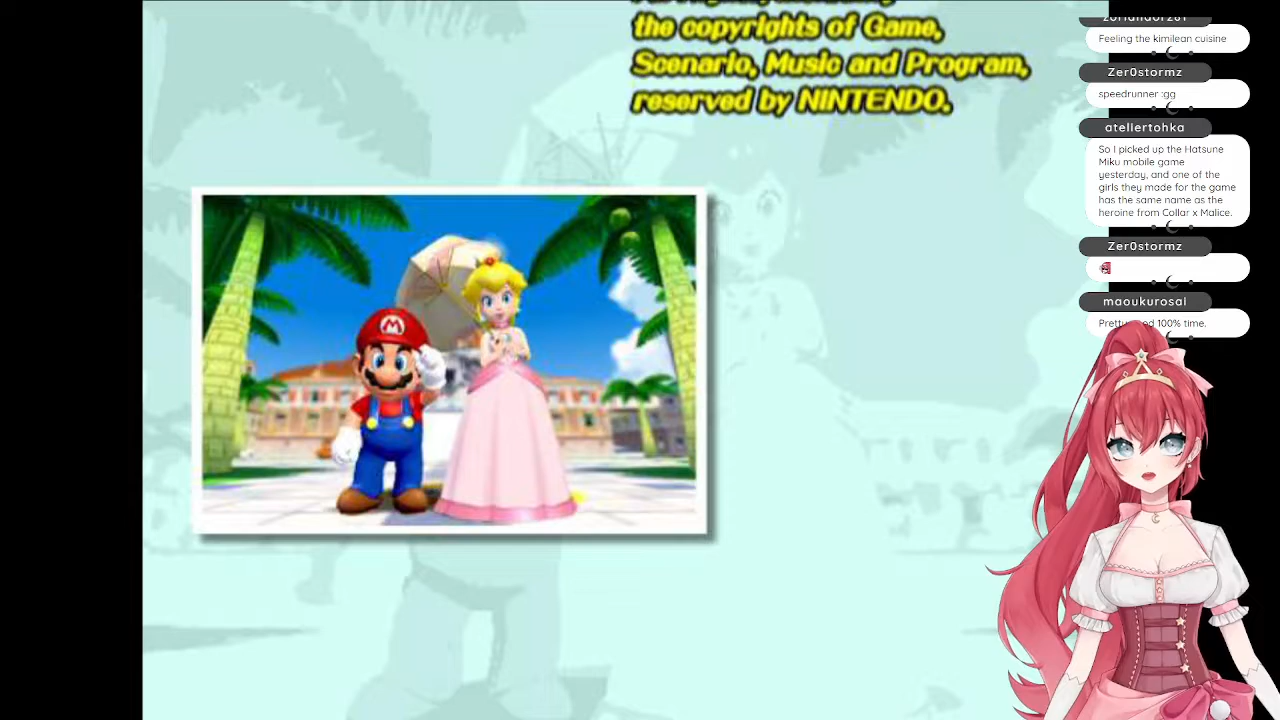 the copyrights of Game,
Scenario, Music and Program,
reserved by NINTENDO.
Feeling the kimilean cuisine
Zer0stormz
speedrunner :gg
ateliertohka
So I picked up the Hatsune
Miku mobile game
yesterday, and one of the
girls they made for the game
has the same name as the
heroine from Collar x Malice.
Zer0stormz
maoukurosai
100% time.
M